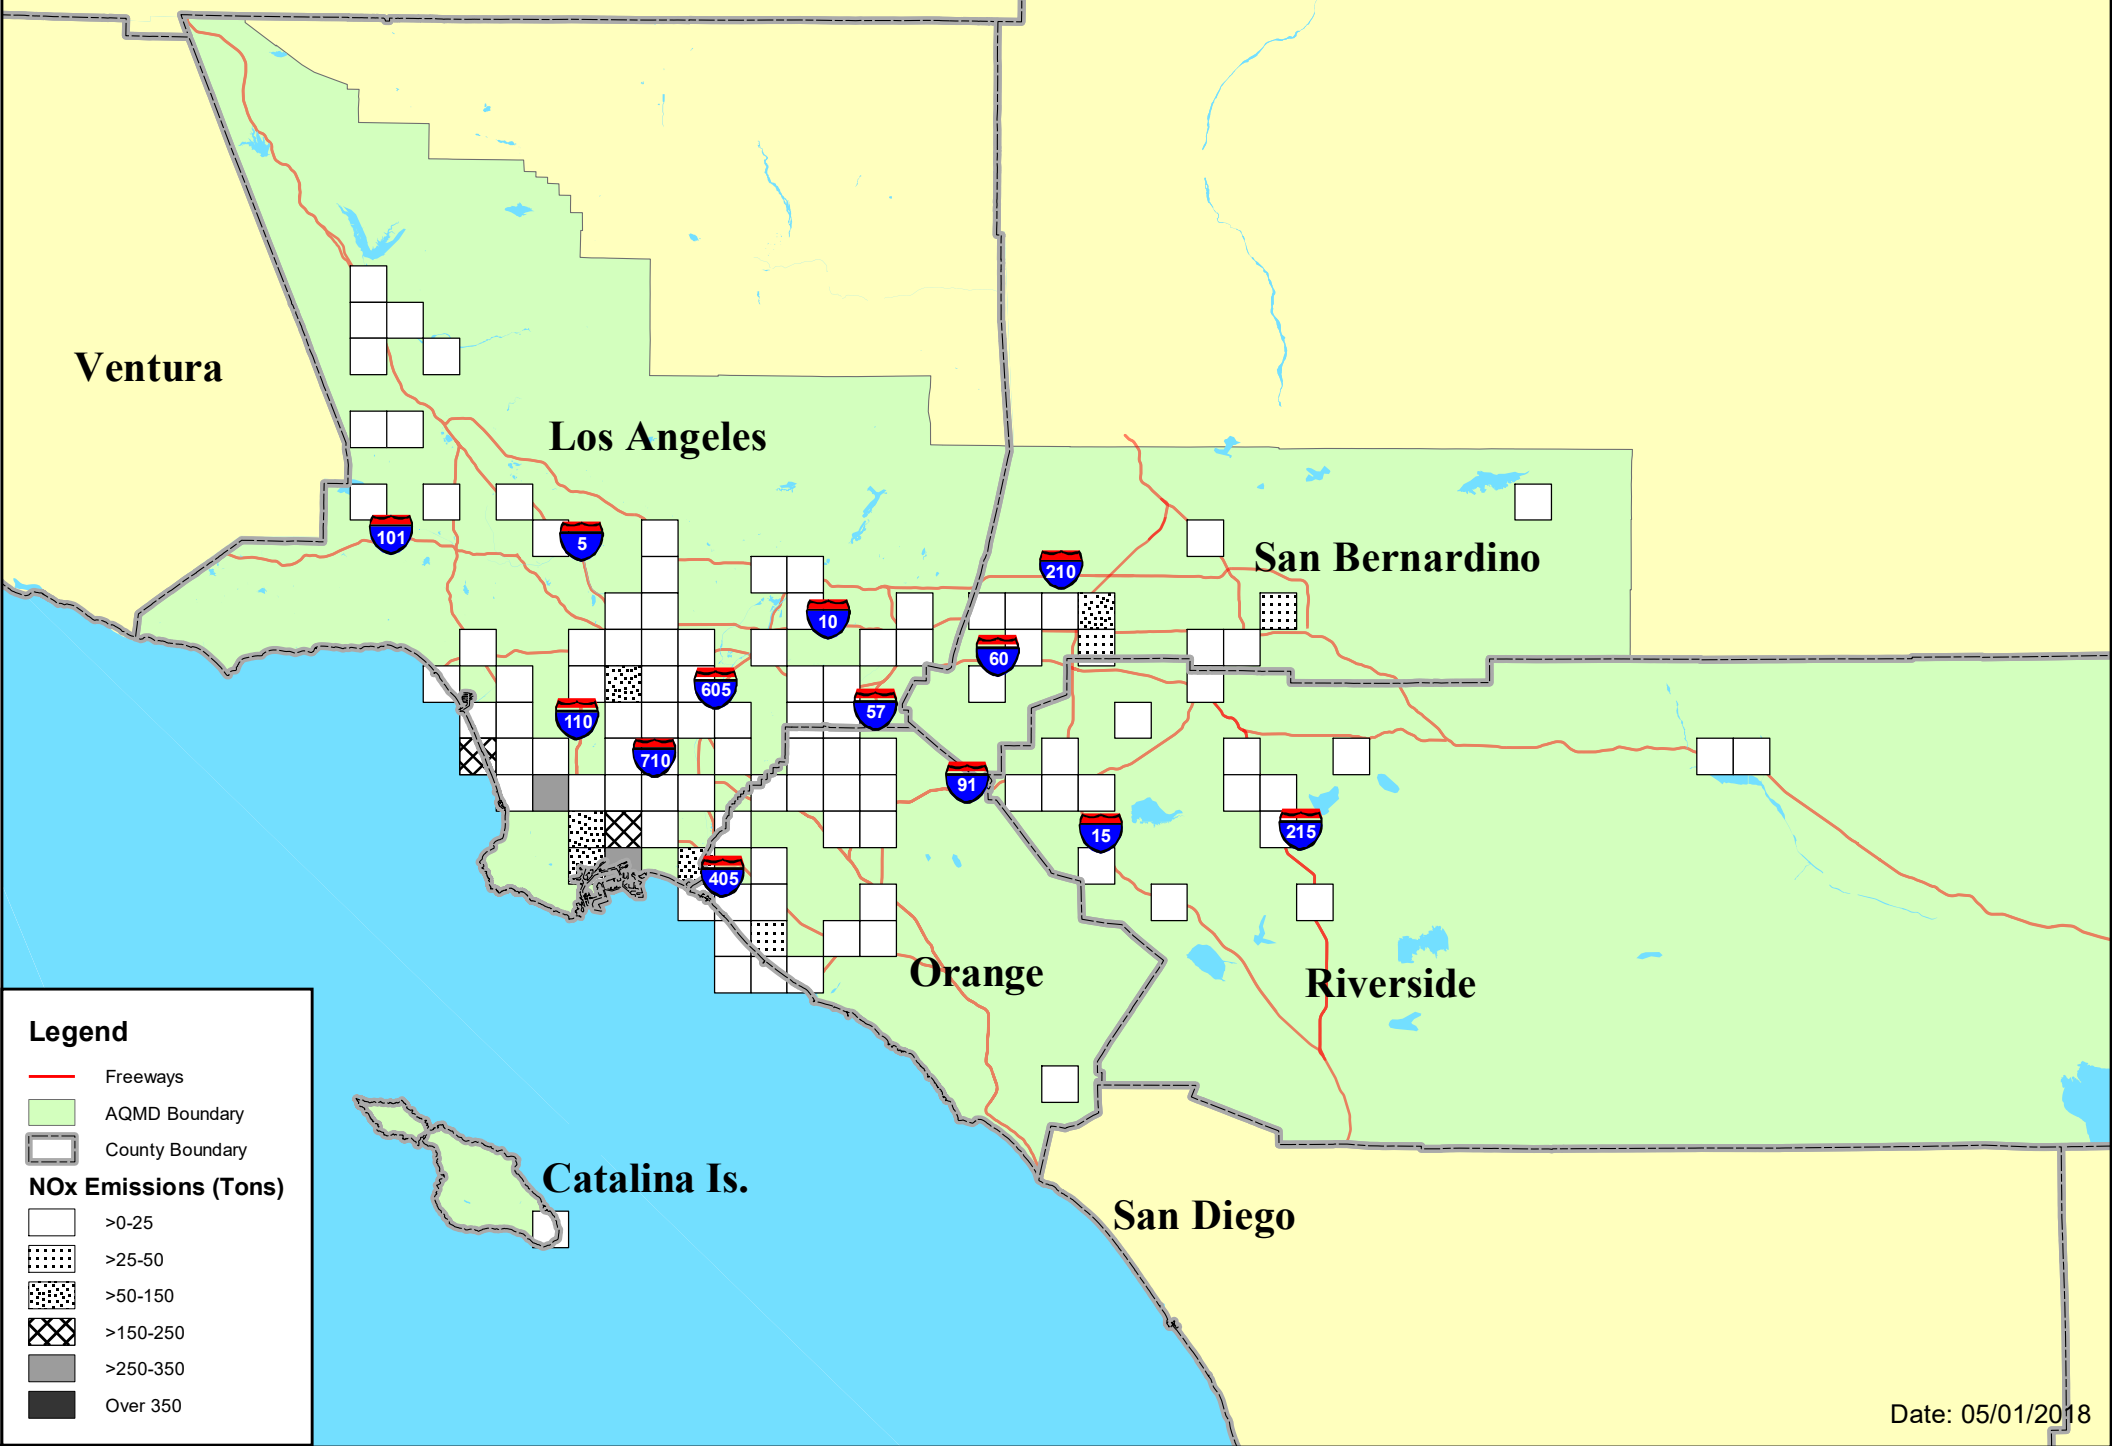 Ventura
Los Angeles
101
5
210
San Bernardino
10
60
605
57
110
710
91
15
215
405
Orange
Riverside
Catalina Is.
San Diego
Legend
Freeways
AQMD Boundary
County Boundary
NOx Emissions (Tons)
>0-25
>25-50
>50-150
>150-250
>250-350
Over 350
Date: 05/01/2018